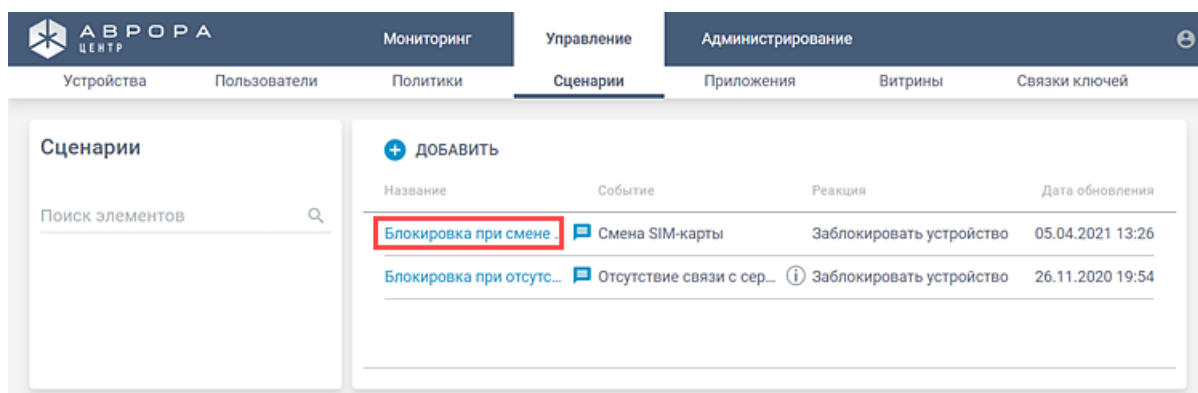 АВРОРА
ЦЕНТР
Мониторинг Управление Администрирование
Устройства Пользователи Политики Сценарии Приложения Витрины Связки ключей
Сценарии
Поиск элементов
ДОБАВИТЬ
Название Событие Реакция Дата обновления
Блокировка при смене . Смена SIM-карты Заблокировать устройство 05.04.2021 13:26
Блокировка при отсутс... Отсутствие связи с сер... Заблокировать устройство 26.11.2020 19:54